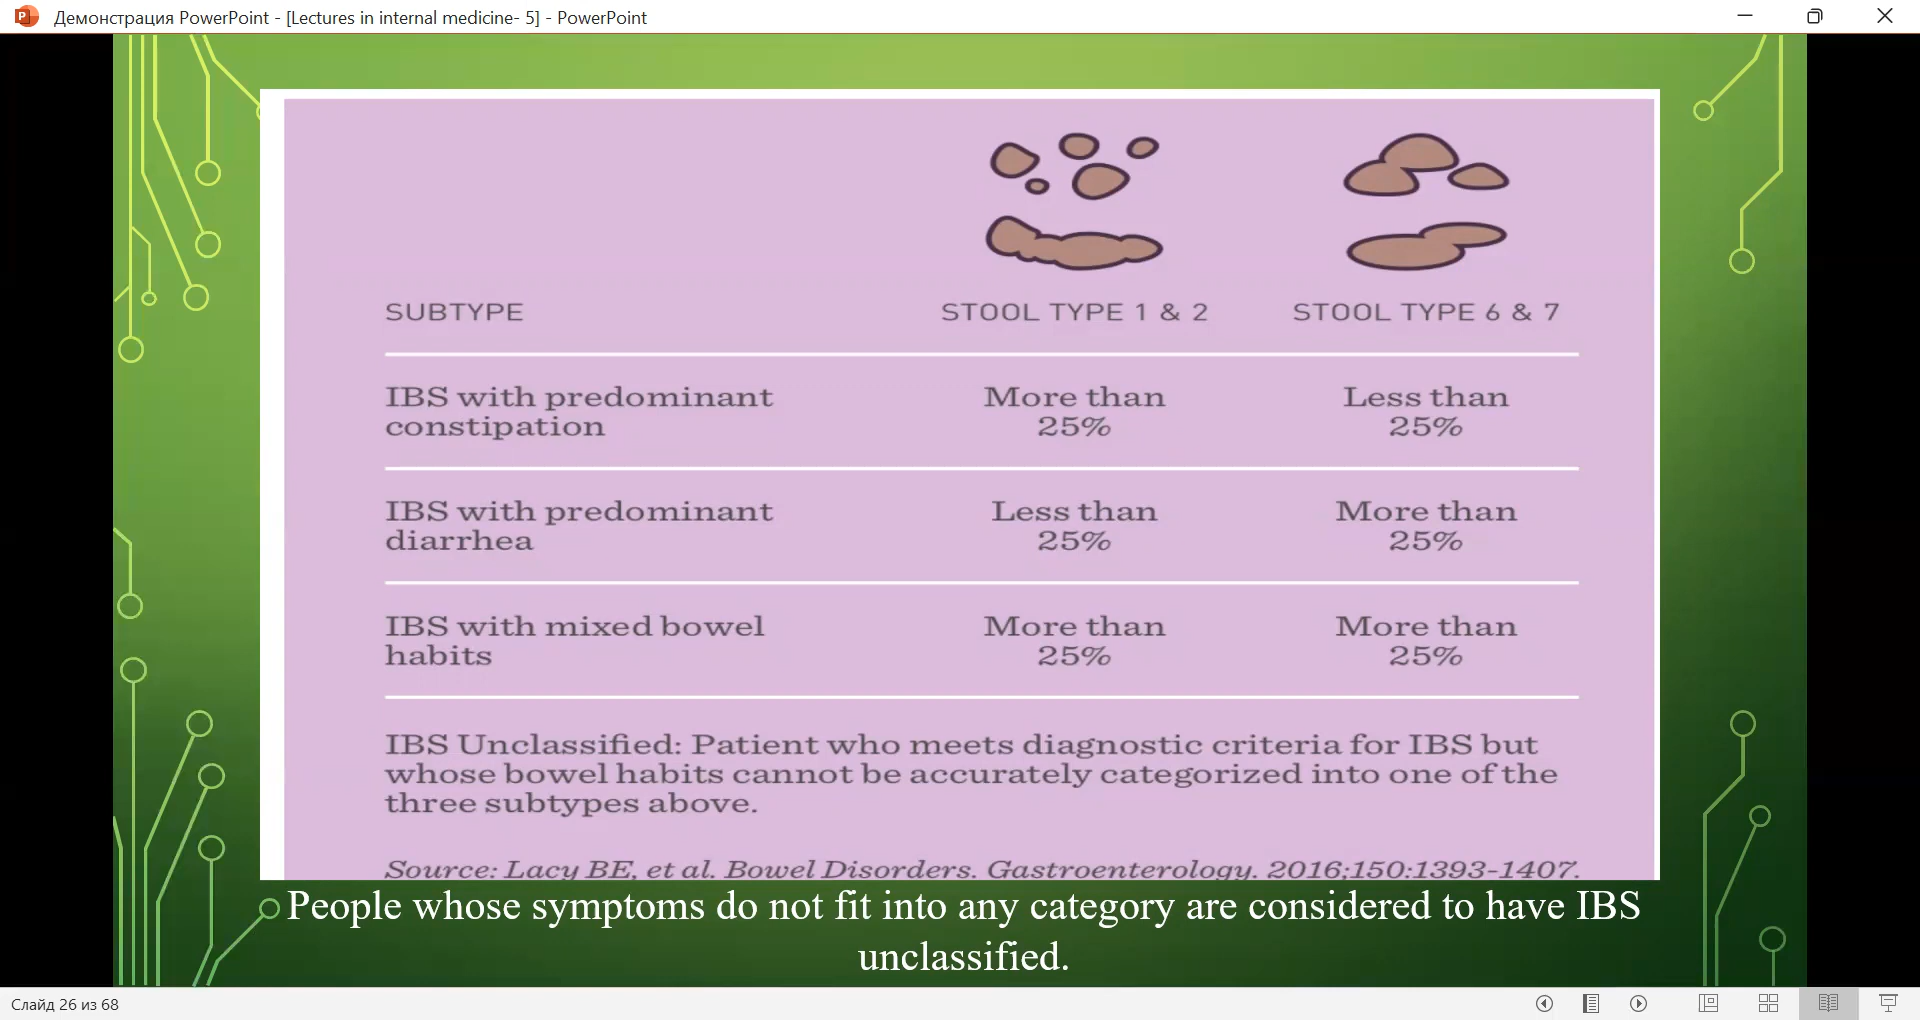 Демонстрация PowerPoint - [Lectures in internal medicine- 5] - PowerPoint
SUBTYPE STOOL TYPE 1 & 2 STOOL TYPE 6 & 7
IBS with predominant More than Less than
constipation 25% 25%
IBS with predominant Less than More than
diarrhea 25% 25%
IBS with mixed bowel More than More than
habits 25% 25%
IBS Unclassified: Patient who meets diagnostic criteria for IBS but
whose bowel habits cannot be accurately categorized into one of the
three subtypes above.
Source: Lacy BE, et al. Bowel Disorders. Gastroenterology. 2016;150:1393-1407.
People whose symptoms do not fit into any category are considered to have IBS
unclassified.
Слайд 26 из 68